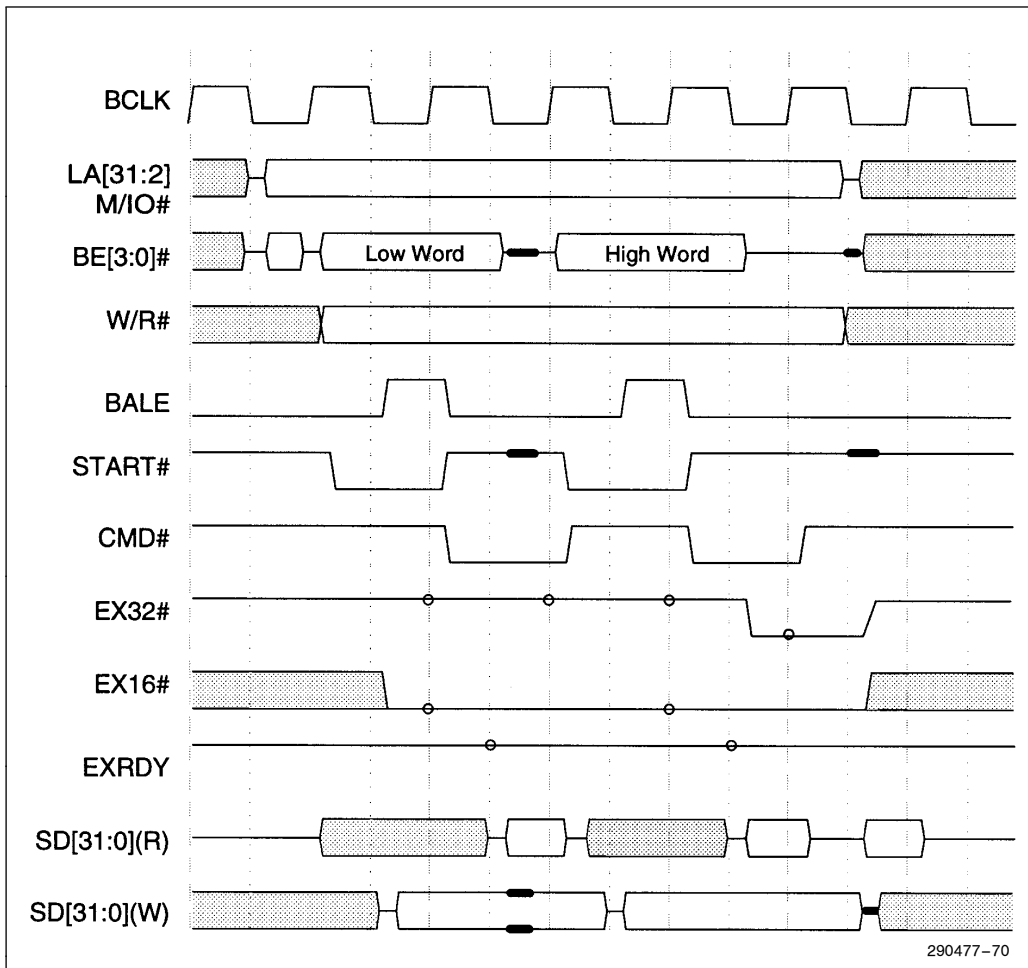 BCLK
LA[31:2]
M/IO#
BE[3:0]#
Low Word
High Word
W/R#
BALE
START#
CMD#
EX32#
EX16#
EXRDY
SD[31:0](R)
SD[31:0](W)
290477–70